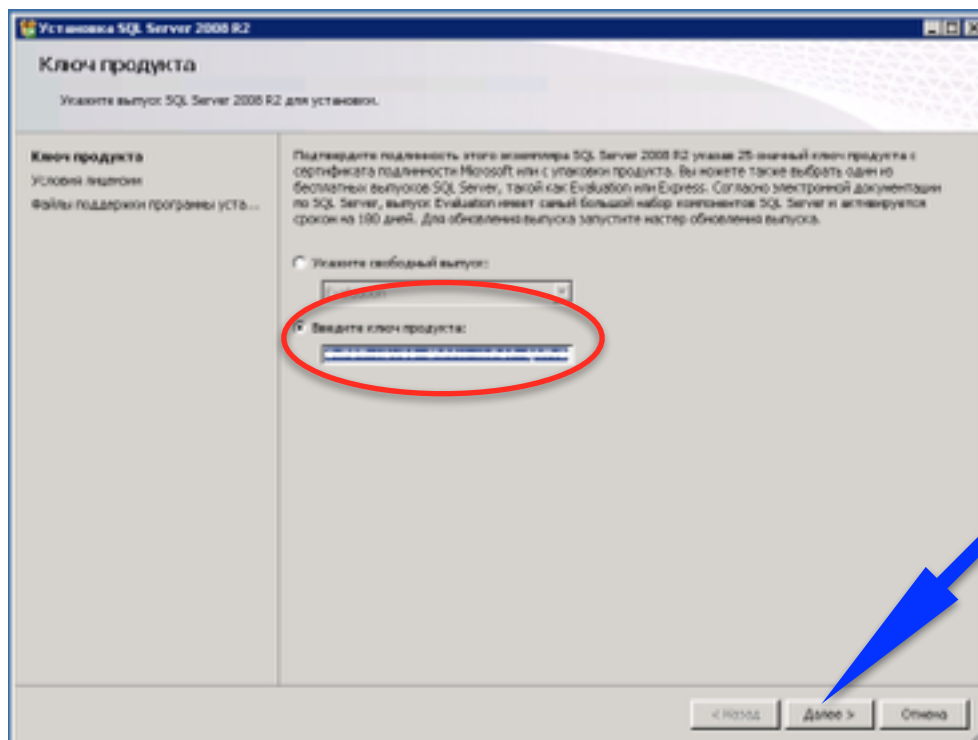 Установка SQL Server 2008 R2
Ключ продукта
Укажите выпуск SQL Server 2008 R2 для установки.
Ключ продукта
Условия лицензии
Файлы поддержки программы уста...
Подтвердите подлинность этого экземпляра SQL Server 2008 R2 указав 25-значный ключ продукта с
сертификата подлинности Microsoft или с упаковки продукта. Вы можете также выбрать один из
бесплатных выпусков SQL Server, такой как Evaluation или Express. Согласно электронной документации
по SQL Server, выпуск Evaluation имеет самый большой набор компонентов SQL Server и активируется
сроком на 180 дней. Для обновления выпуска запустите мастер обновления выпуска.
Укажите свободный выпуск:
Evaluation
Введите ключ продукта:
< Назад
Далее >
Отмена